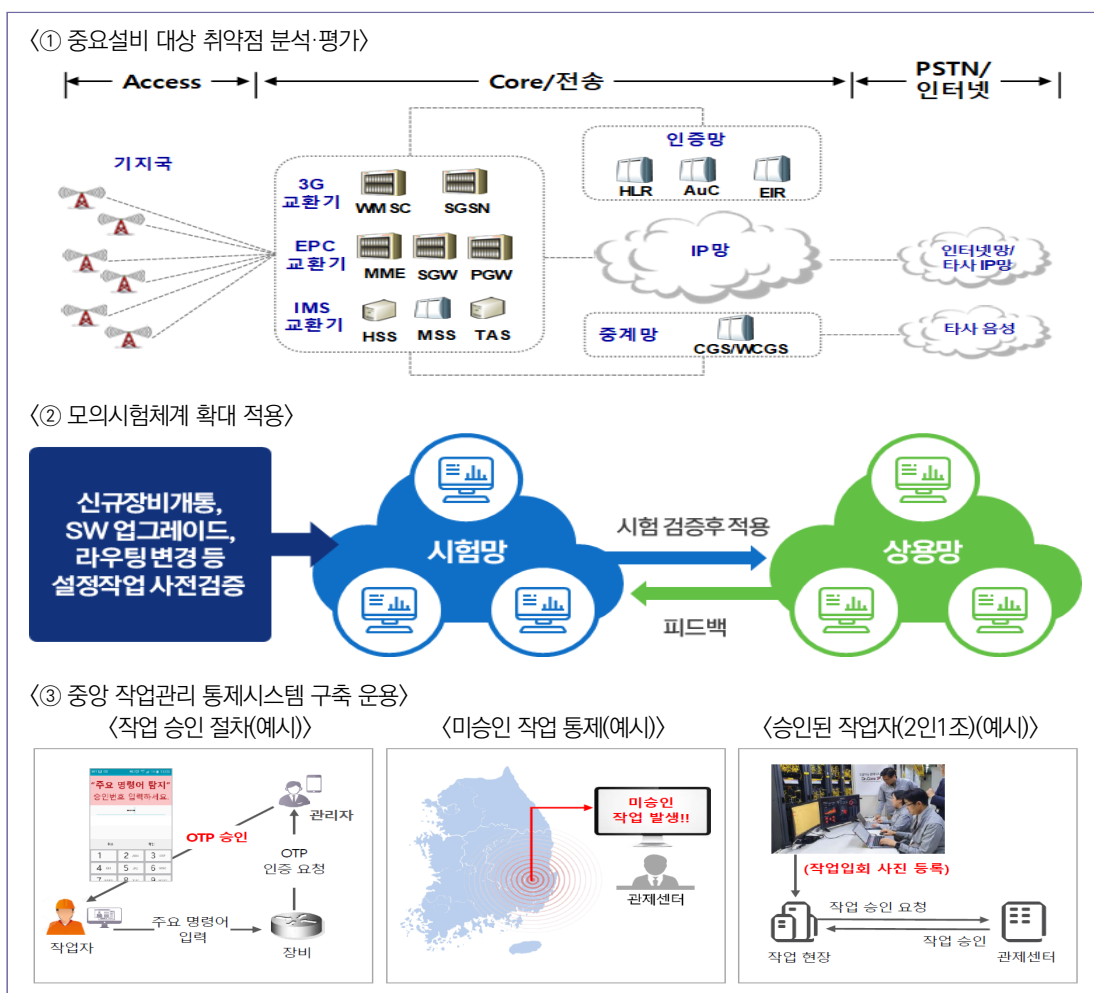 〈① 중요설비 대상 취약점 분석·평가〉
Access
Core/전송
PSTN/
인터넷
기지국
3G
교환기
WMSC
SGSN
EPC
교환기
MME
SGW
PGW
IMS
교환기
HSS
MSS
TAS
인증망
HLR
AuC
EIR
IP망
중계망
CGS/WCGS
인터넷망/
타사 IP망
타사 음성
〈② 모의시험체계 확대 적용〉
신규장비개통,
SW 업그레이드,
라우팅 변경 등
설정작업 사전검증
시험망
시험 검증후 적용
피드백
상용망
〈③ 중앙 작업관리 통제시스템 구축 운용〉
〈작업 승인 절차(예시)〉
"주요 명령어 탐지"
승인번호 입력하세요.
1 2 3
4 5 6
7 8 9
OTP 승인
관리자
OTP
인증 요청
작업자
주요 명령어
입력
장비
〈미승인 작업 통제(예시)〉
미승인
작업 발생!!
관제센터
〈승인된 작업자(2인1조)(예시)〉
(작업입회 사진 등록)
작업 승인 요청
작업 승인
작업 현장
관제센터